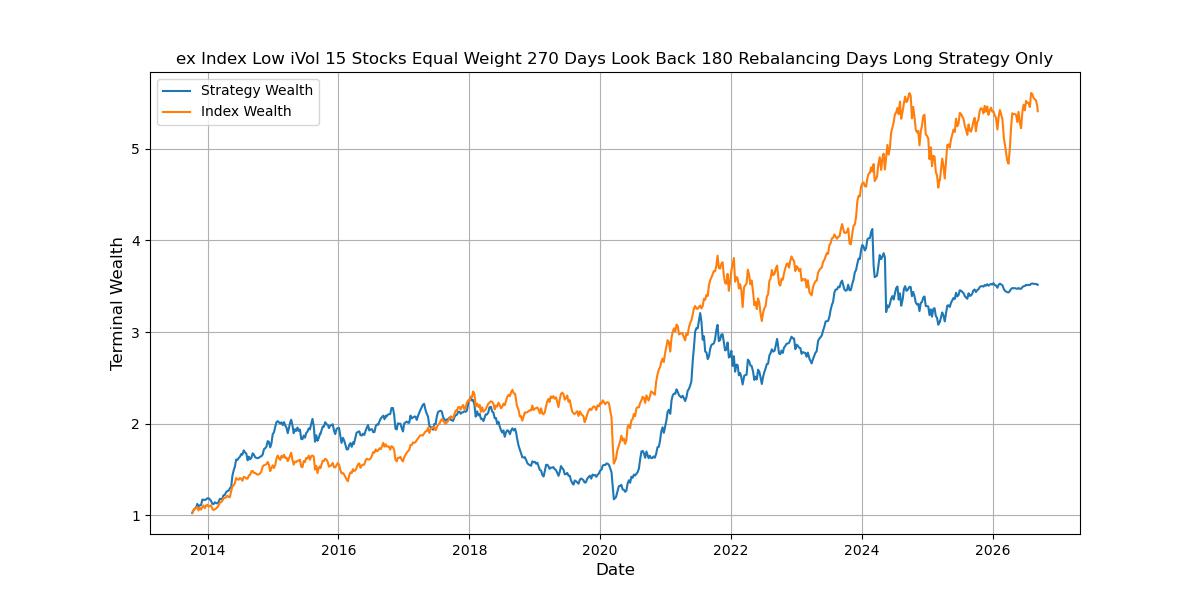 ex Index Low iVol 15 Stocks Equal Weight 270 Days Look Back 180 Rebalancing Days Long Strategy Only
Strategy Wealth
Index Wealth
Terminal Wealth
5
4
3
2
1
2014 2016 2018 2020 2022 2024 2026
Date